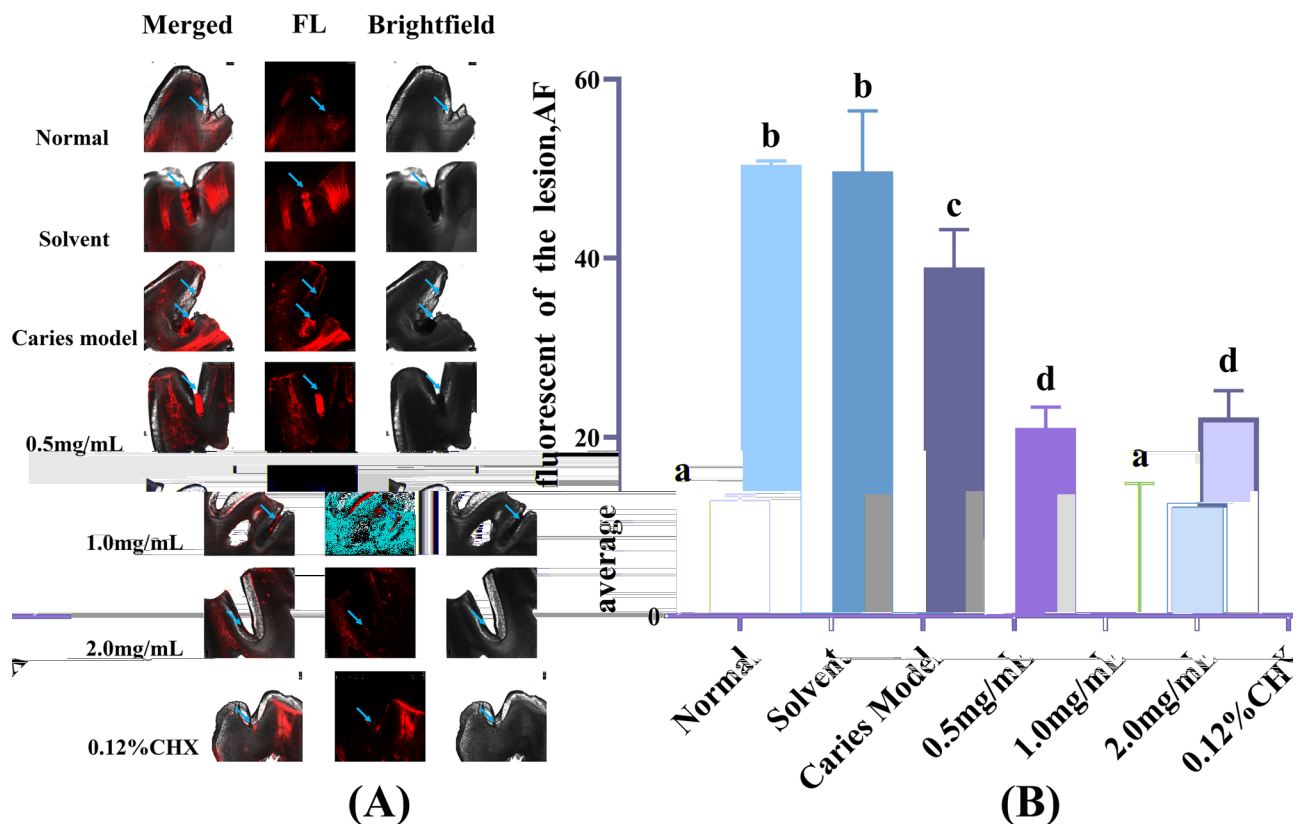 Merged FL Brightfield
Normal
Solvent
Caries model
0.5mg/mL
1.0mg/mL
2.0mg/mL
0.12%CHX
(A)
average fluorescent of the lesion,AF
60
40
20
0
a
b
b
c
d
a
d
Normal
Solvent
Caries Model
0.5mg/mL
1.0mg/mL
2.0mg/mL
0.12%CHX
(B)